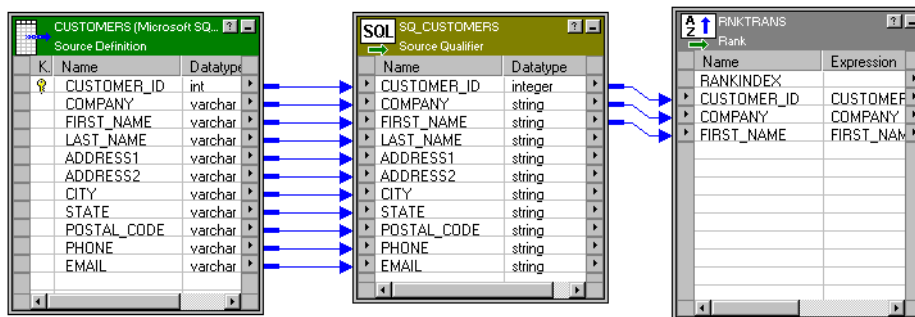 CUSTOMERS (Microsoft SQ...
Source Definition
K. Name Datatype
CUSTOMER_ID int
COMPANY varchar
FIRST_NAME varchar
LAST_NAME varchar
ADDRESS1 varchar
ADDRESS2 varchar
CITY varchar
STATE varchar
POSTAL_CODE varchar
PHONE varchar
EMAIL varchar
SQL SQ_CUSTOMERS
Source Qualifier
Name Datatype
CUSTOMER_ID integer
COMPANY string
FIRST_NAME string
LAST_NAME string
ADDRESS1 string
ADDRESS2 string
CITY string
STATE string
POSTAL_CODE string
PHONE string
EMAIL string
A Z RNKTRANS
Rank
Name Expression
RANKINDEX
CUSTOMER_ID CUSTOMER
COMPANY COMPANY
FIRST_NAME FIRST_NAM